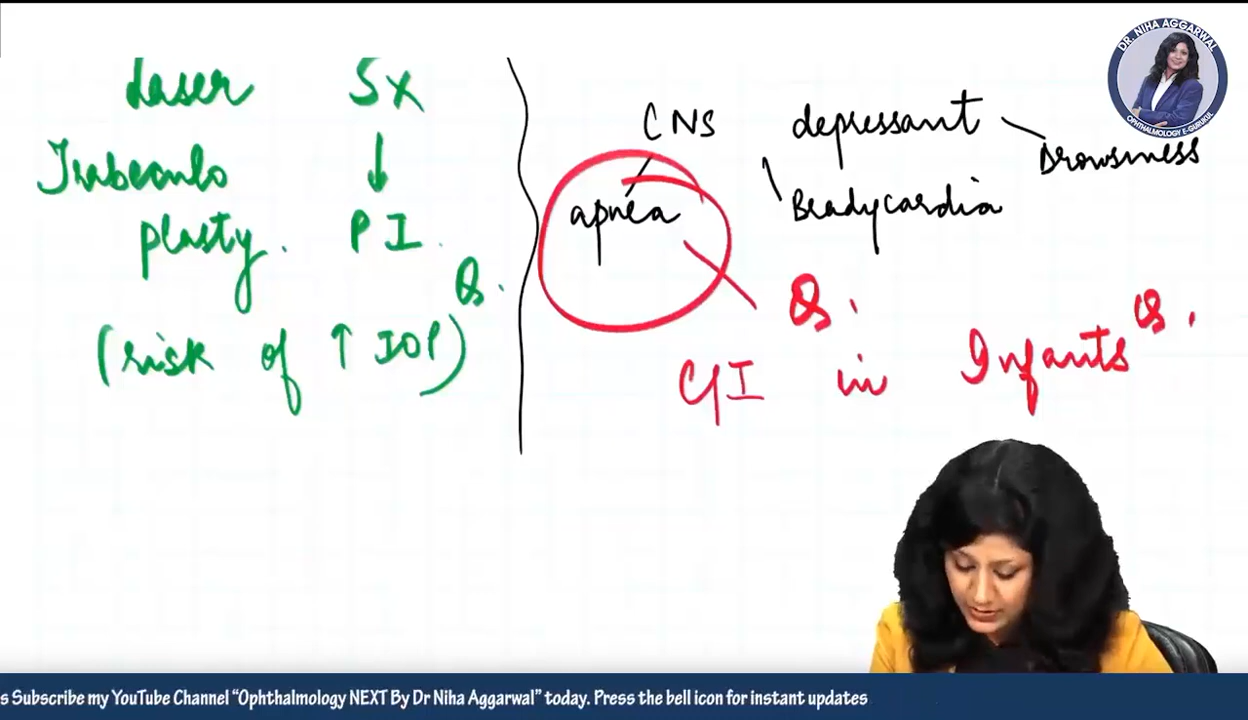 Laser Sx
↓
Trabeculo
plasty. PI.
Q.
(risk of ↑ IOP)
CNS depressant
Drowsiness
apnea Bradycardia
Q.
CI in Infants Q.
DR. NIHA AGGARWAL
OPHTHALMOLOGY E-GURUKUL
s Subscribe my YouTube Channel “Ophthalmology NEXT By Dr Niha Aggarwal” today. Press the bell icon for instant updates